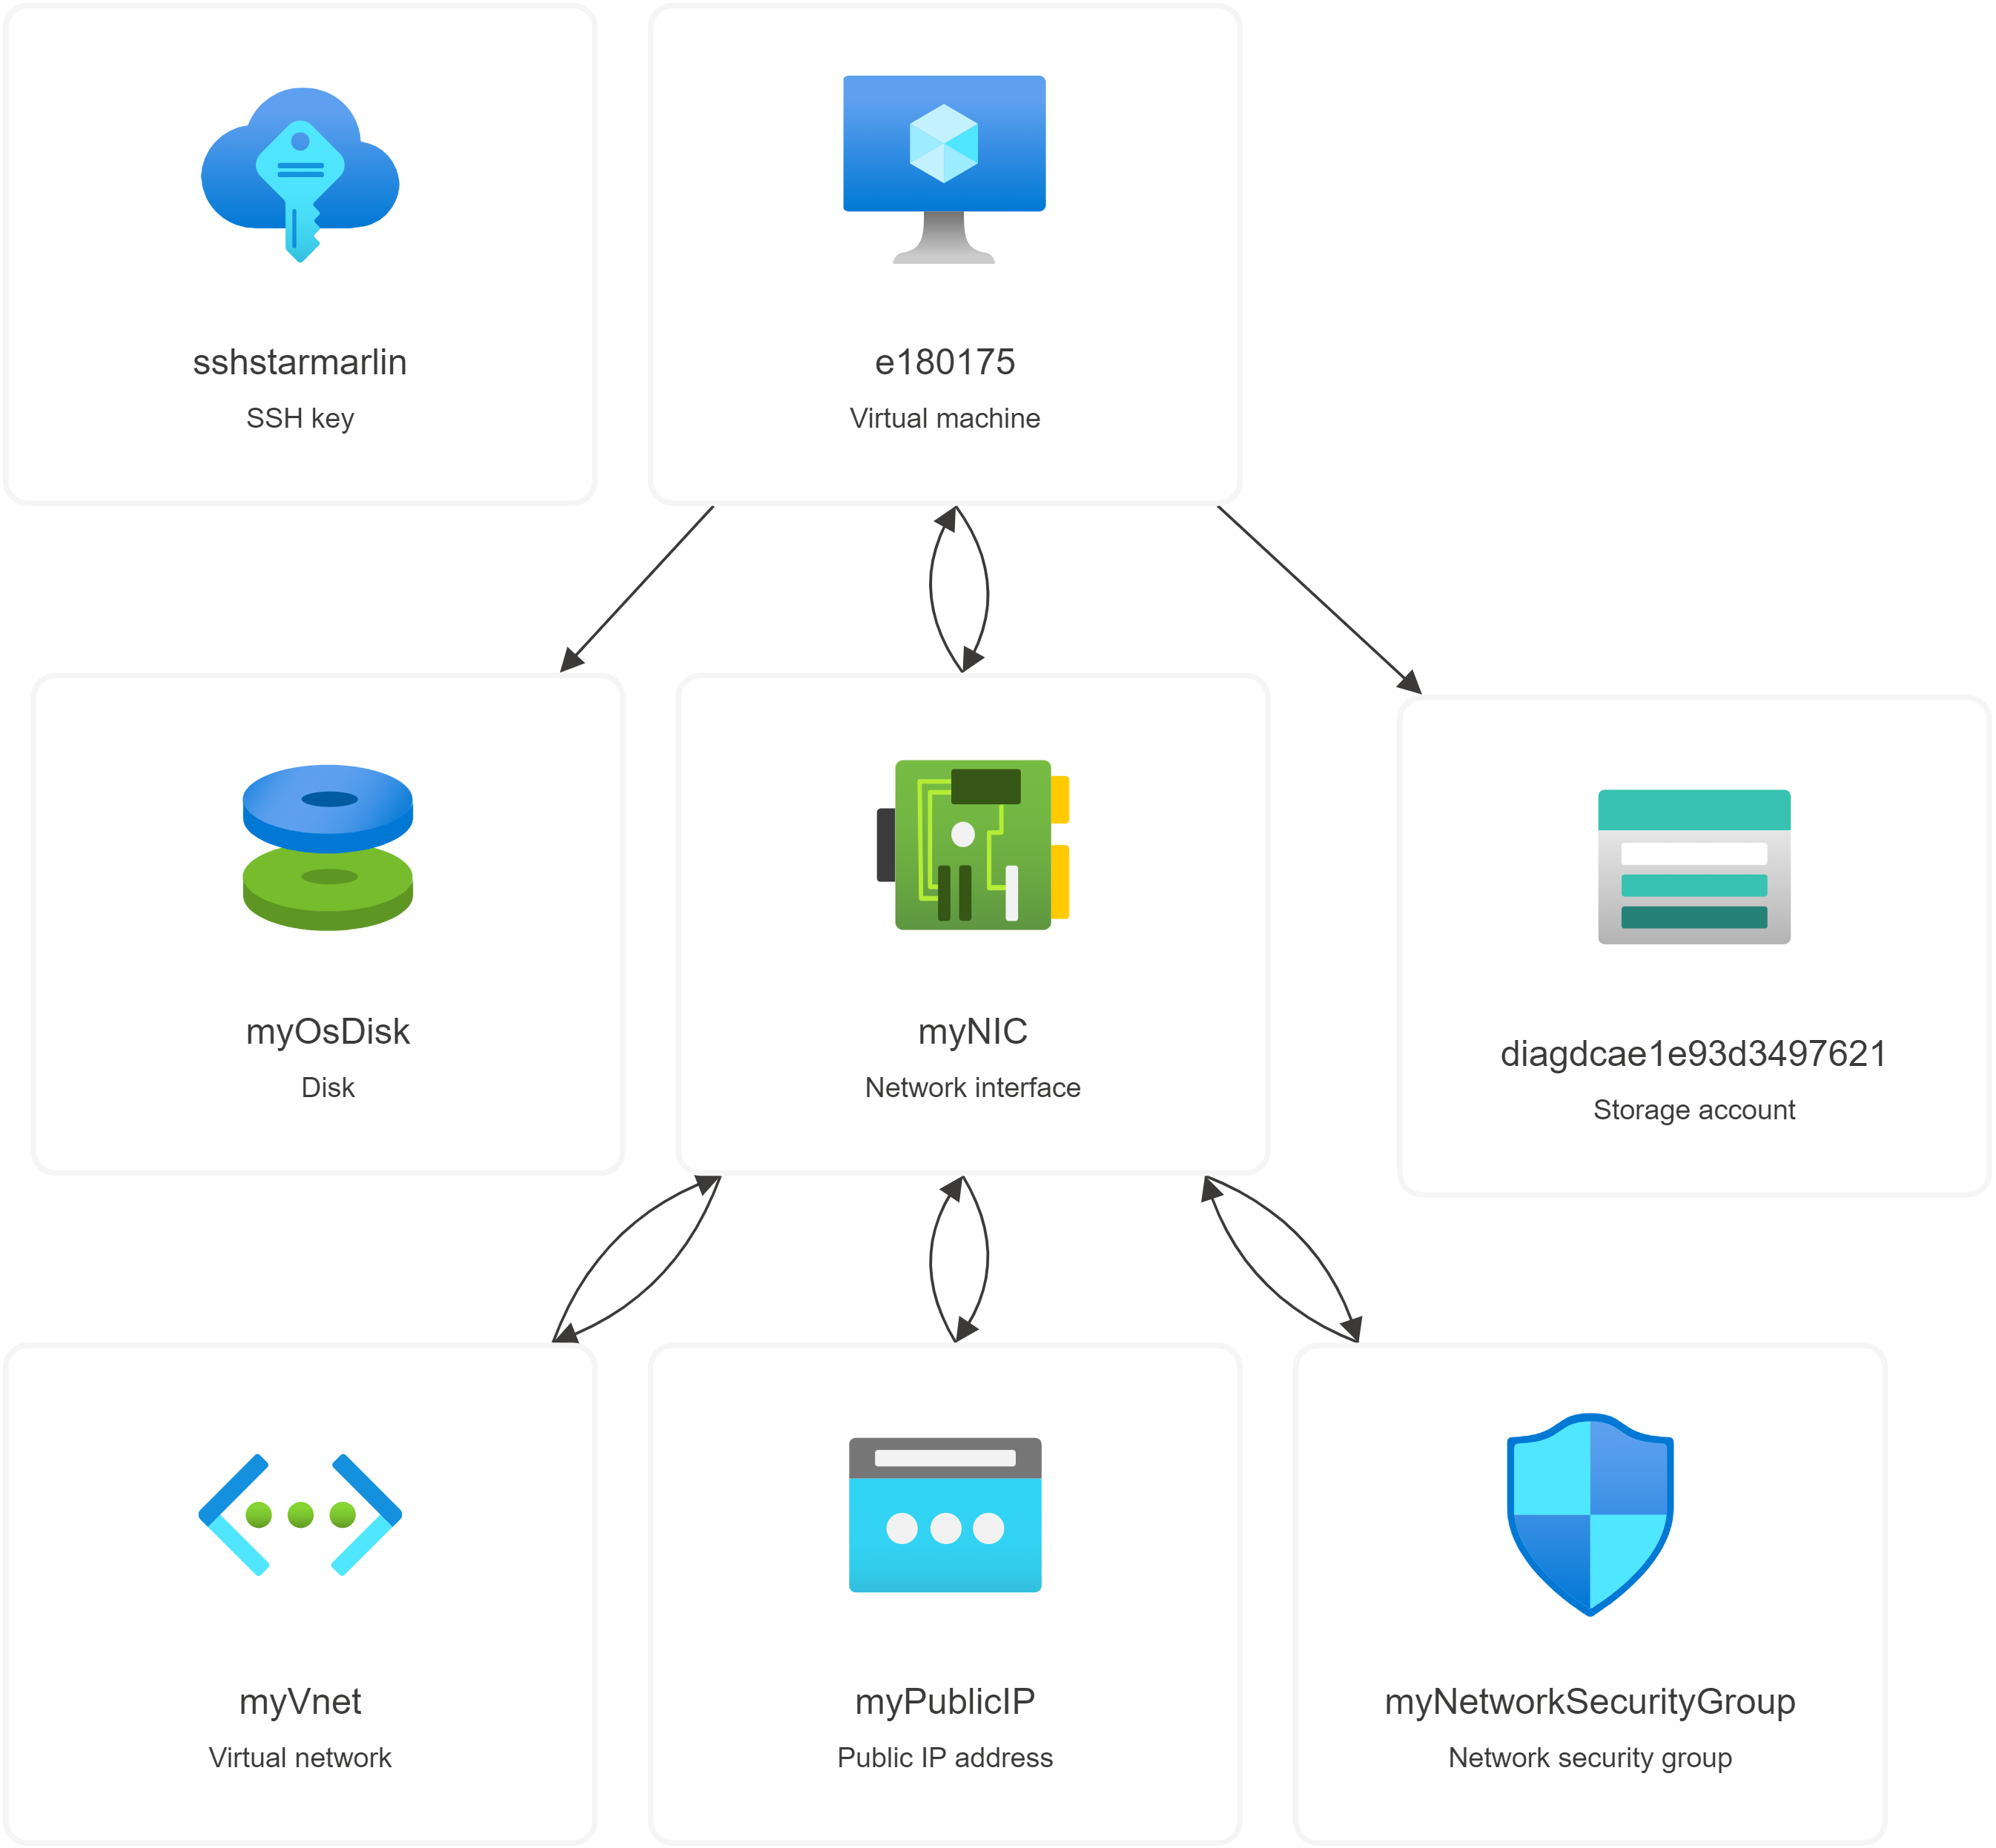 sshstarmarlin
SSH key
e180175
Virtual machine
myOsDisk
Disk
myNIC
Network interface
diagdcae1e93d3497621
Storage account
myVnet
Virtual network
myPublicIP
Public IP address
myNetworkSecurityGroup
Network security group